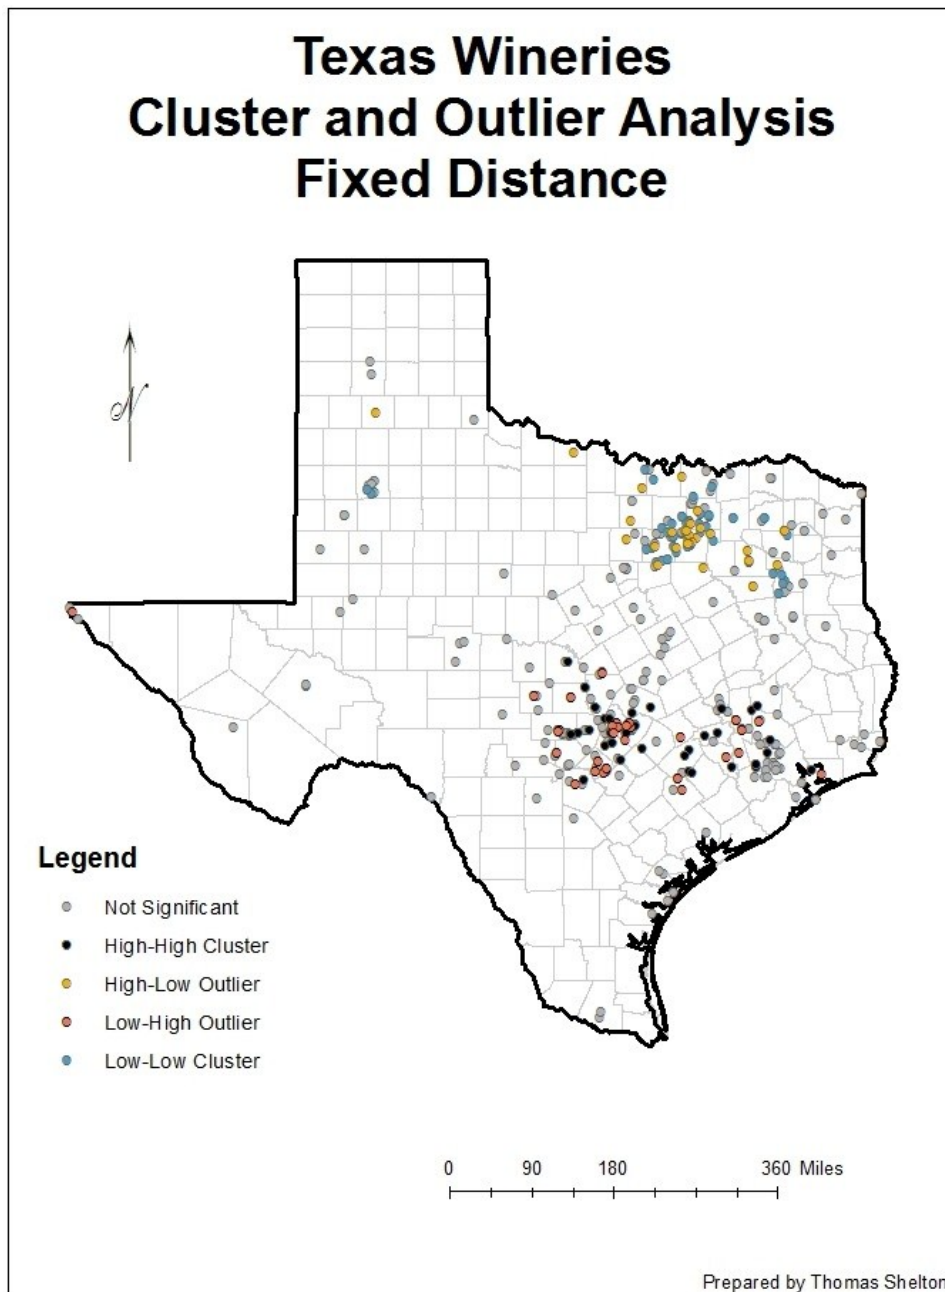 Texas Wineries
Cluster and Outlier Analysis
Fixed Distance
N
Legend
Not Significant
High-High Cluster
High-Low Outlier
Low-High Outlier
Low-Low Cluster
0 90 180 360 Miles
Prepared by Thomas Shelton